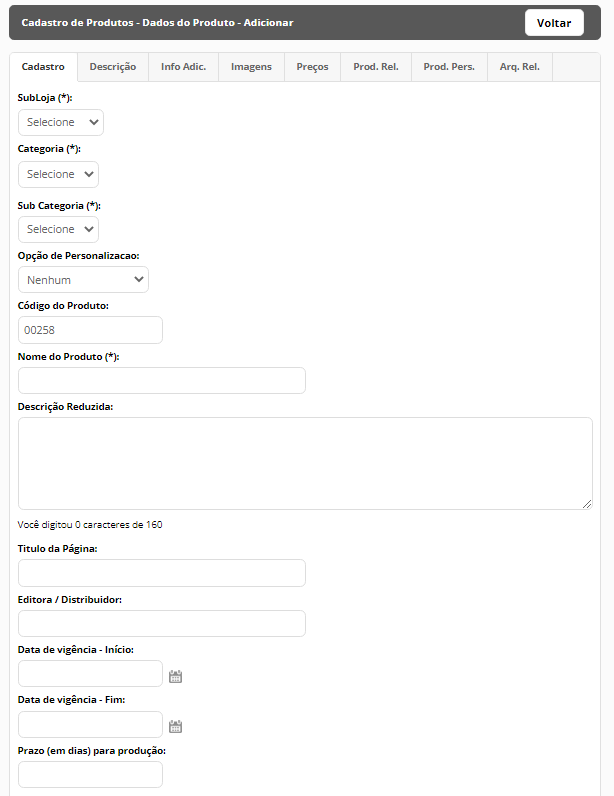 Cadastro de Produtos - Dados do Produto - Adicionar Voltar
Cadastro Descrição Info Adic. Imagens Preços Prod. Rel. Prod. Pers. Arq. Rel.
SubLoja (*):
Selecione
Categoria (*):
Selecione
Sub Categoria (*):
Selecione
Opção de Personalizacao:
Nenhum
Código do Produto:
00258
Nome do Produto (*):
Descrição Reduzida:
Você digitou 0 caracteres de 160
Titulo da Página:
Editora / Distribuidor:
Data de vigência - Início:
Data de vigência - Fim:
Prazo (em dias) para produção: